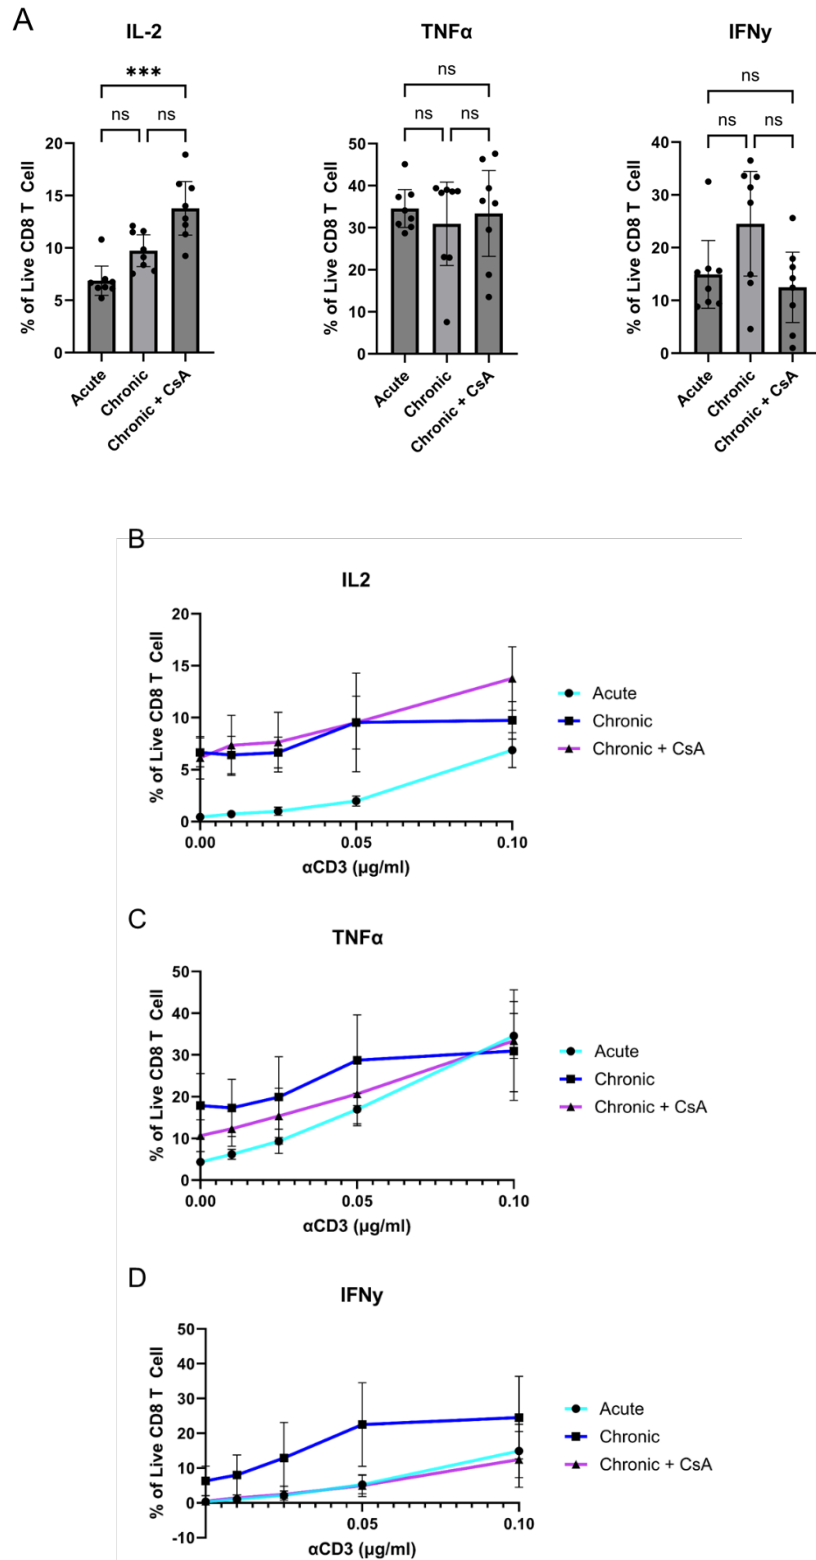 A
IL-2
***
ns
ns
% of Live CD8 T Cell
20
15
10
5
0
Acute
Chronic
Chronic + CsA
TNFα
ns
ns
ns
% of Live CD8 T Cell
50
40
30
20
10
0
Acute
Chronic
Chronic + CsA
IFNy
ns
ns
ns
% of Live CD8 T Cell
40
30
20
10
0
Acute
Chronic
Chronic + CsA
B
IL2
% of Live CD8 T Cell
20
15
10
5
0
0.00
0.05
0.10
αCD3 (µg/ml)
Acute
Chronic
Chronic + CsA
C
TNFα
% of Live CD8 T Cell
50
40
30
20
10
0
0.00
0.05
0.10
αCD3 (µg/ml)
Acute
Chronic
Chronic + CsA
D
IFNy
% of Live CD8 T Cell
50
40
30
20
10
0
-10
0.05
0.10
αCD3 (µg/ml)
Acute
Chronic
Chronic + CsA